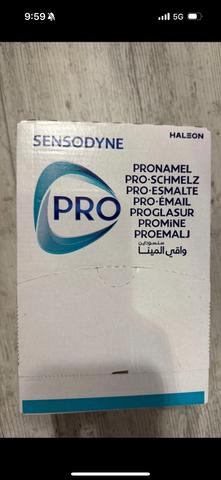 9:59
5G
SENSODYNE
HALEON
PRO
PRONAMEL
PRO-SCHMELZ
PRO-ESMALTE
PRO-ÉMAIL
PROGLASUR
PROMiNE
PROEMALJ
سنسوداين
واقي المينا